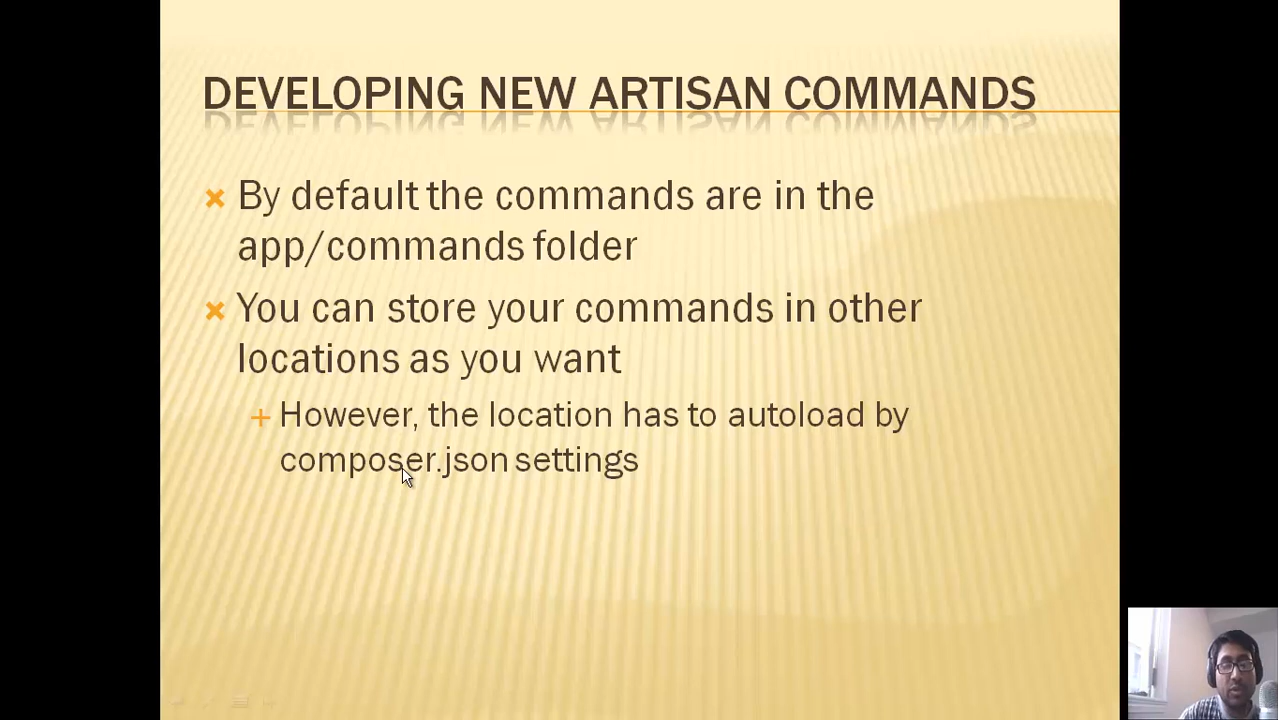 DEVELOPING NEW ARTISAN COMMANDS
By default the commands are in the
app/commands folder
You can store your commands in other
locations as you want
However, the location has to autoload by
composer.json settings